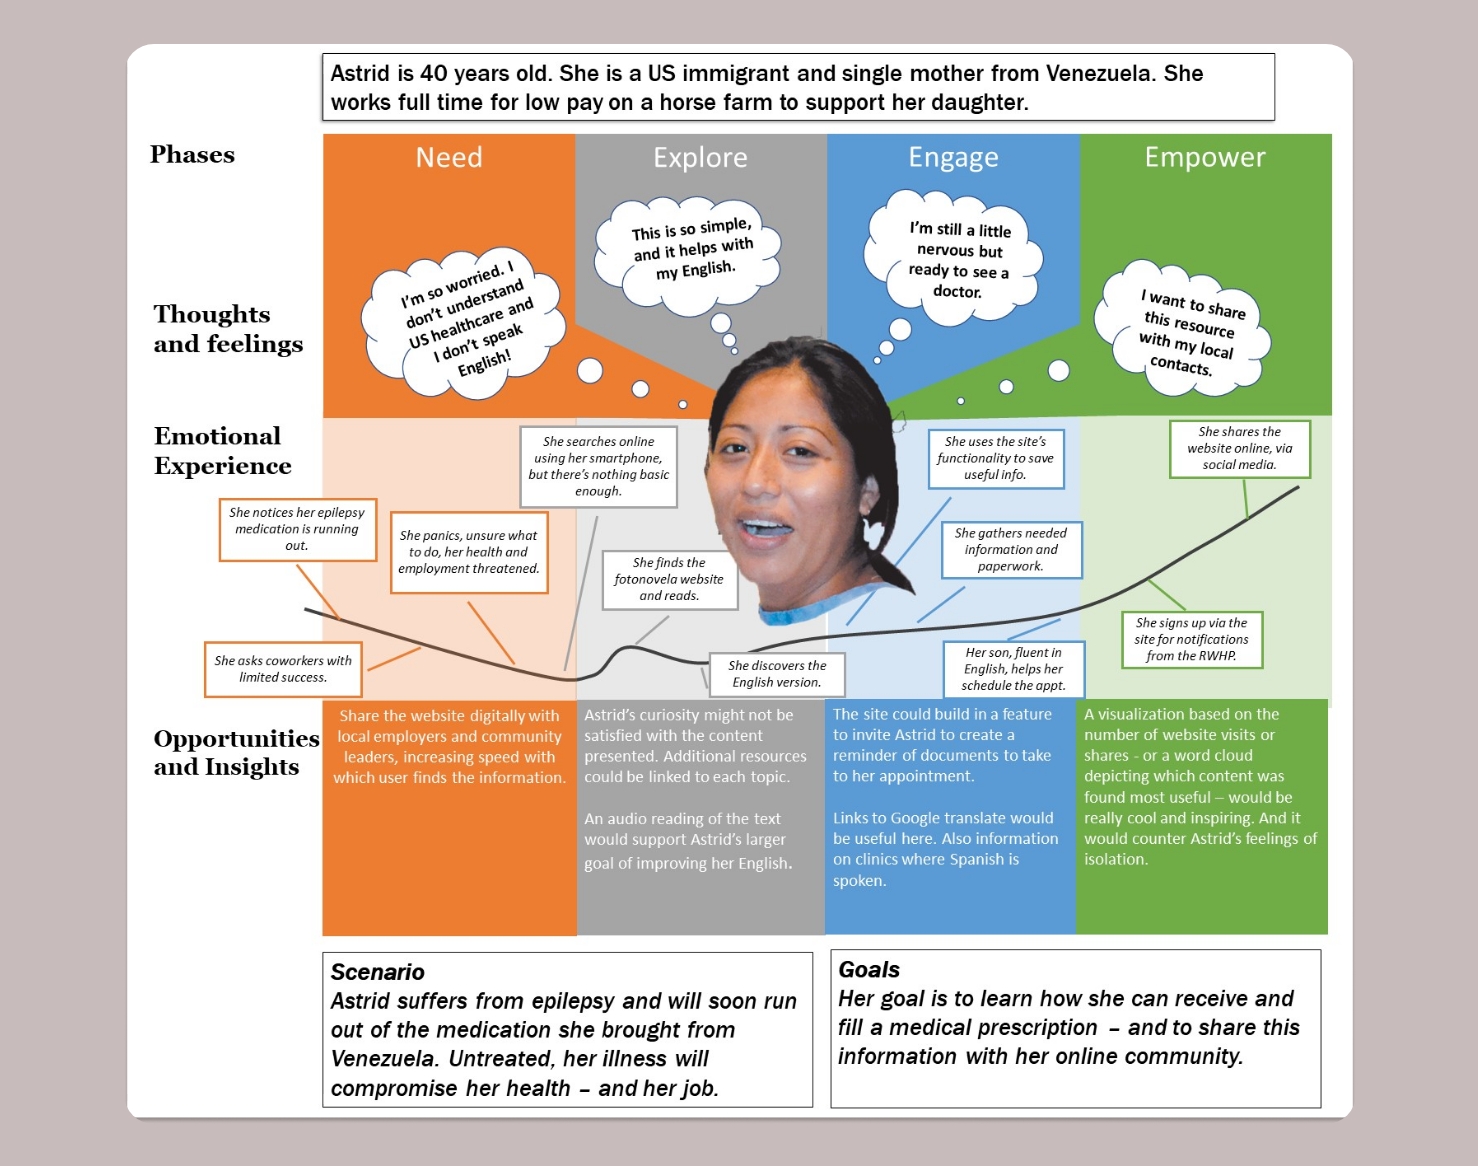 Astrid is 40 years old. She is a US immigrant and single mother from Venezuela. She
works full time for low pay on a horse farm to support her daughter.
Phases
Need
Explore
Engage
Empower
Thoughts
and feelings
I'm so worried. I
don't understand
US healthcare and
I don't speak
English!
This is so simple,
and it helps with
my English.
I'm still a little
nervous but
ready to see a
doctor.
I want to share
this resource
with my local
contacts.
Emotional
Experience
She notices her epilepsy
medication is running
out.
She asks coworkers with
limited success.
She panics, unsure what
to do, her health and
employment threatened.
She searches online
using her smartphone,
but there's nothing basic
enough.
She finds the
fotonovela website
and reads.
She discovers the
English version.
She uses the site's
functionality to save
useful info.
She gathers needed
information and
paperwork.
Her son, fluent in
English, helps her
schedule the appt.
She signs up via the
site for notifications
from the RWHP.
She shares the
website online, via
social media.
Opportunities
and Insights
Share the website digitally with
local employers and community
leaders, increasing speed with
which user finds the information.
Astrid's curiosity might not be
satisfied with the content
presented. Additional resources
could be linked to each topic.
An audio reading of the text
would support Astrid's larger
goal of improving her English.
The site could build in a feature
to invite Astrid to create a
reminder of documents to take
to her appointment.
Links to Google translate would
be useful here. Also information
on clinics where Spanish is
spoken.
A visualization based on the
number of website visits or
shares - or a word cloud
depicting which content was
found most useful – would be
really cool and inspiring. And it
would counter Astrid's feelings of
isolation.
Scenario
Astrid suffers from epilepsy and will soon run
out of the medication she brought from
Venezuela. Untreated, her illness will
compromise her health – and her job.
Goals
Her goal is to learn how she can receive and
fill a medical prescription – and to share this
information with her online community.